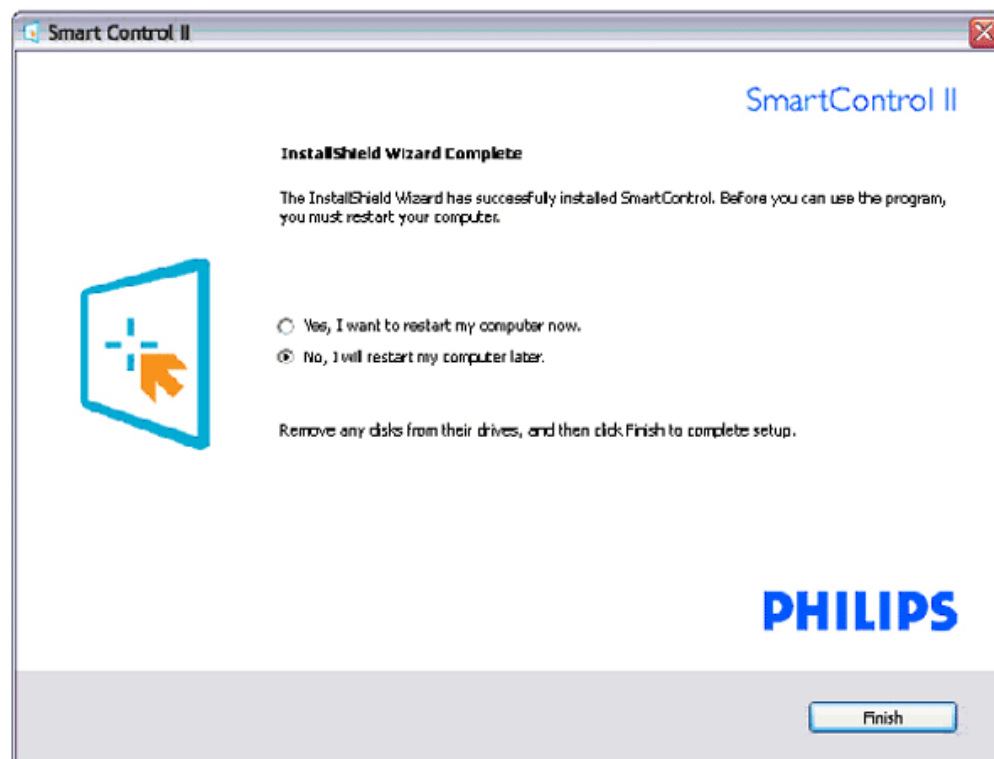 Smart Control II
SmartControl II
InstallShield Wizard Complete
The InstallShield Wizard has successfully installed SmartControl. Before you can use the program,
you must restart your computer.
Yes, I want to restart my computer now.
No, I will restart my computer later.
Remove any disks from their drives, and then click Finish to complete setup.
PHILIPS
Finish